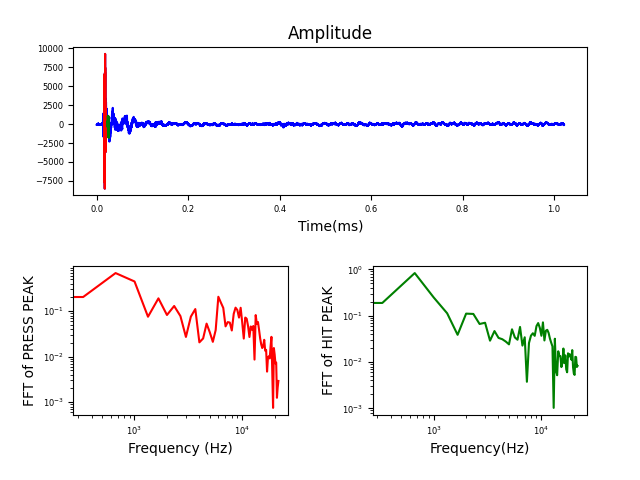 Amplitude
10000
7500
5000
2500
0
−2500
−5000
−7500
0.0 0.2 0.4 0.6 0.8 1.0
Time(ms)
FFT of PRESS PEAK
10⁻¹
10⁻²
10⁻³
10³ 10⁴
Frequency (Hz)
FFT of HIT PEAK
10⁰
10⁻¹
10⁻²
10⁻³
10³ 10⁴
Frequency(Hz)